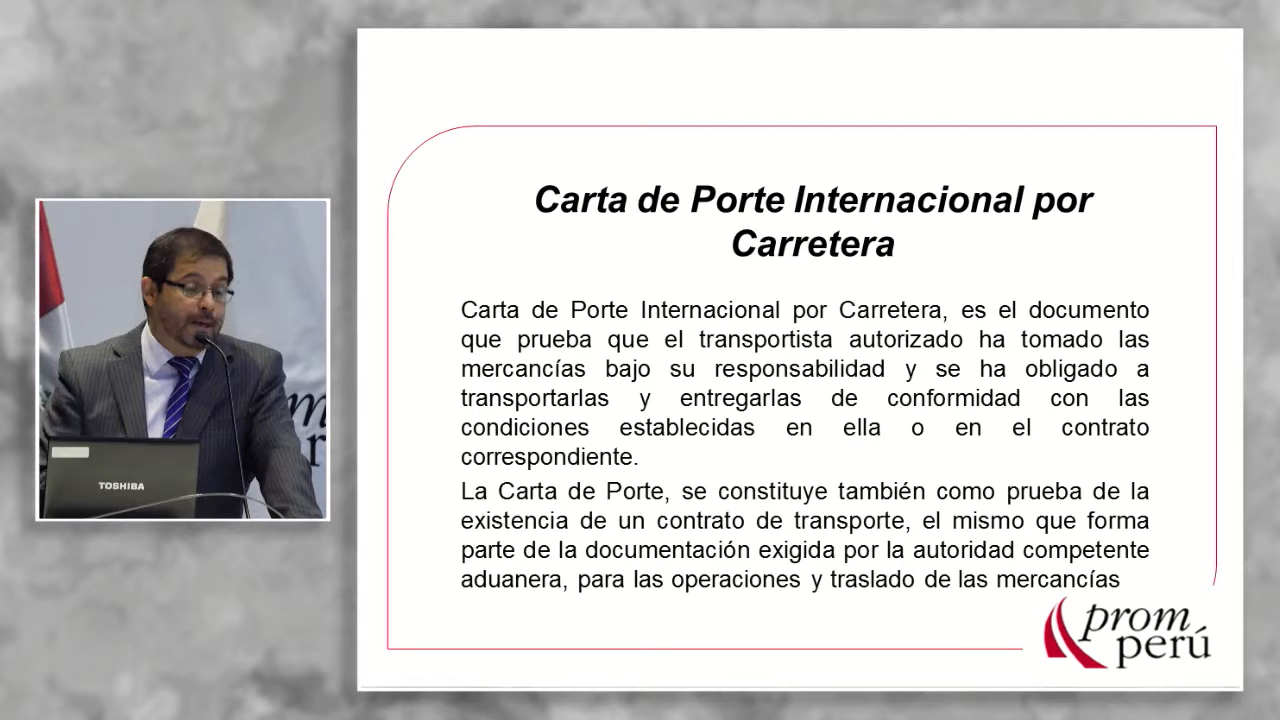 Carta de Porte Internacional por
Carretera
Carta de Porte Internacional por Carretera, es el documento
que prueba que el transportista autorizado ha tomado las
mercancías bajo su responsabilidad y se ha obligado a
transportarlas y entregarlas de conformidad con las
condiciones establecidas en ella o en el contrato
correspondiente.
La Carta de Porte, se constituye también como prueba de la
existencia de un contrato de transporte, el mismo que forma
parte de la documentación exigida por la autoridad competente
aduanera, para las operaciones y traslado de las mercancías
prom
perú
TOSHIBA